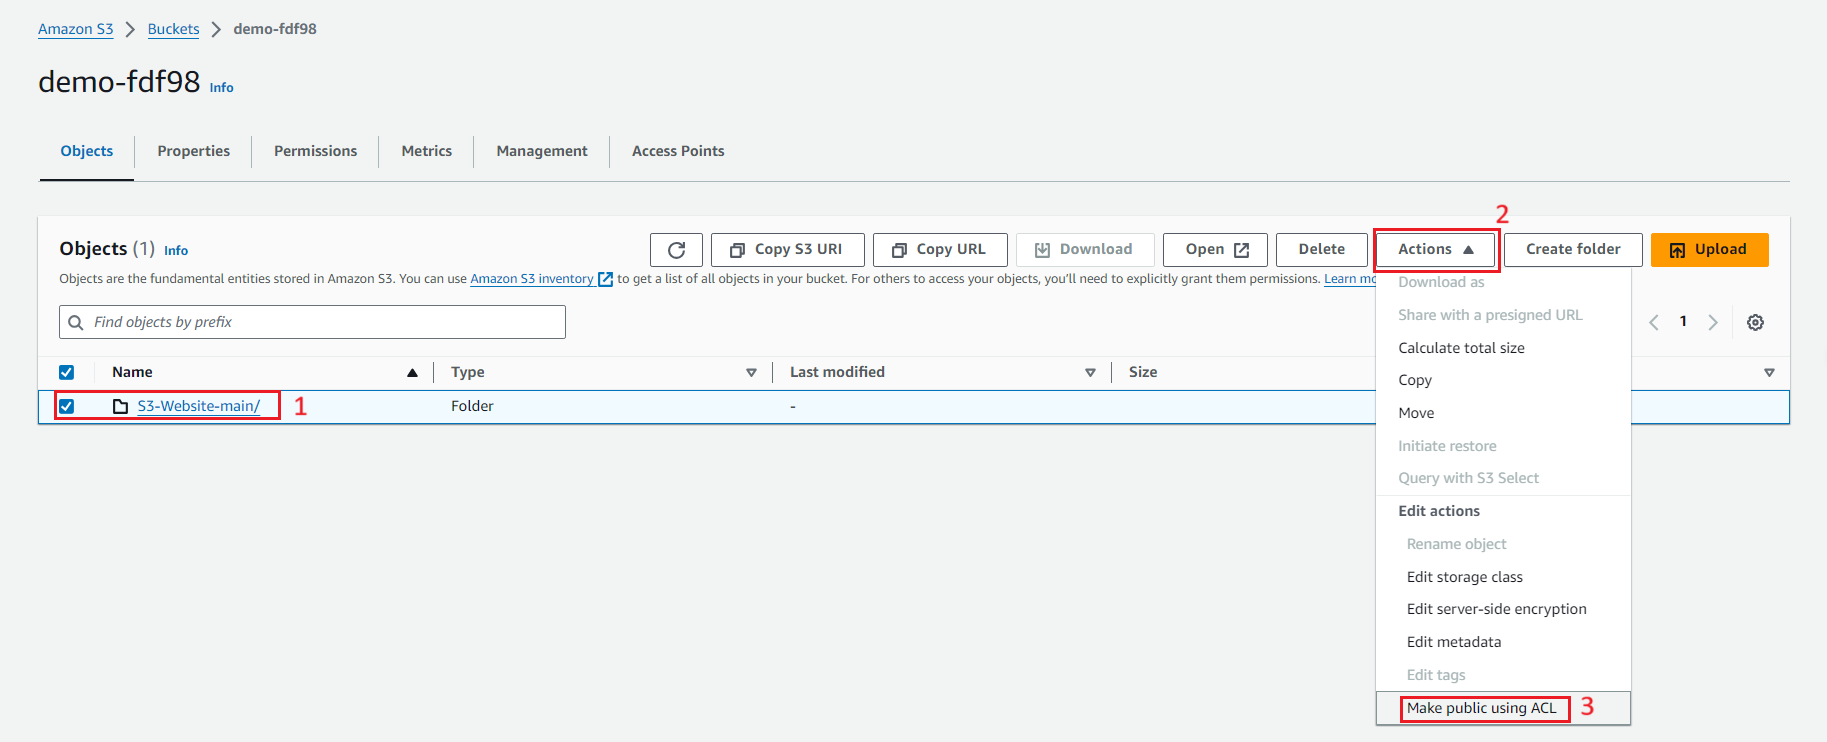 Amazon S3 > Buckets > demo-fdf98
demo-fdf98 Info
Objects Properties Permissions Metrics Management Access Points
2
Objects (1) Info Copy S3 URI Copy URL Download Open Delete Actions Create folder Upload
Objects are the fundamental entities stored in Amazon S3. You can use Amazon S3 inventory to get a list of all objects in your bucket. For others to access your objects, you'll need to explicitly grant them permissions. Learn mo
Find objects by prefix 1
Name Type Last modified Size
S3-Website-main/ 1 Folder -
Download as
Share with a presigned URL
Calculate total size
Copy
Move
Initiate restore
Query with S3 Select
Edit actions
Rename object
Edit storage class
Edit server-side encryption
Edit metadata
Edit tags
Make public using ACL 3